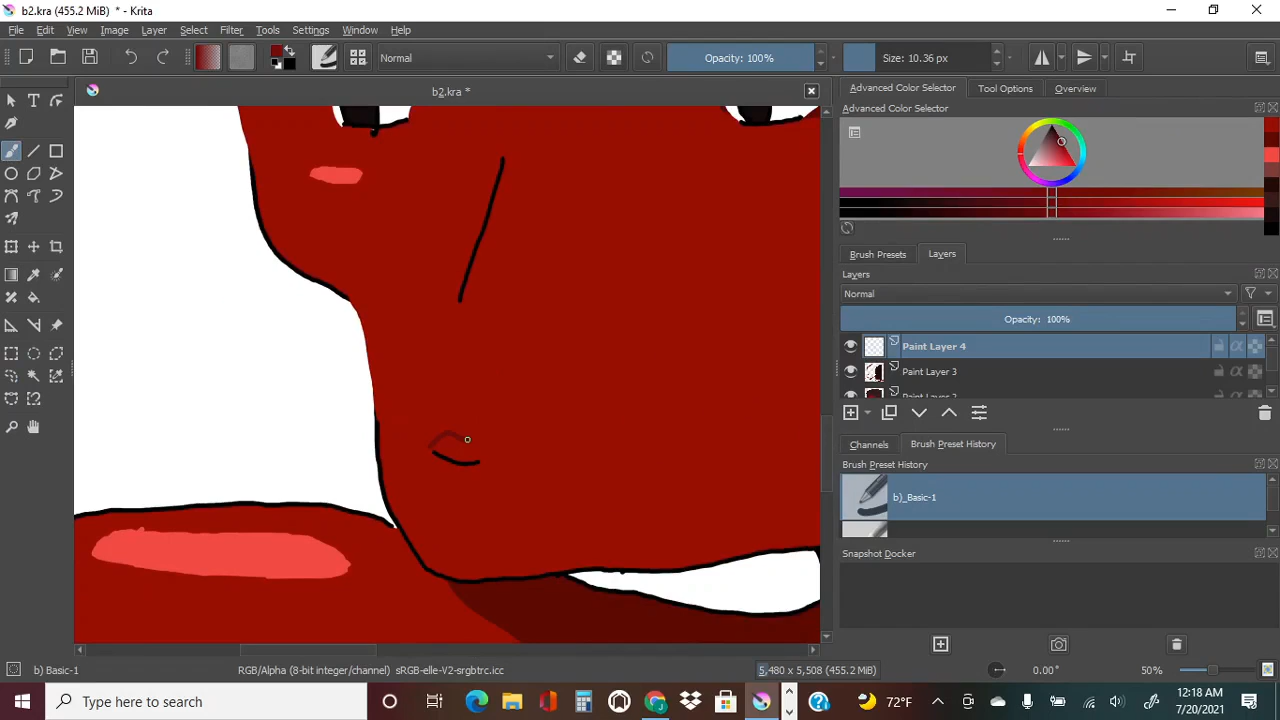 b2.kra (455.2 MiB) * - Krita
File Edit View Image Layer Select Filter Tools Settings Window Help
Normal Opacity: 100% Size: 10.36 px
b2.kra *
Advanced Color Selector Tool Options Overview
Advanced Color Selector
Brush Presets Layers
Layers
Normal
Opacity: 100%
Paint Layer 4
Paint Layer 3
Paint Layer 2
Channels Brush Preset History
Brush Preset History
b)_Basic-1
Snapshot Docker
b) Basic-1 RGB/Alpha (8-bit integer/channel) sRGB-elle-V2-srgbtrc.icc 5,480 x 5,508 (455.2 MiB) 0.00° 50%
Type here to search 72°F 12:18 AM
7/20/2021